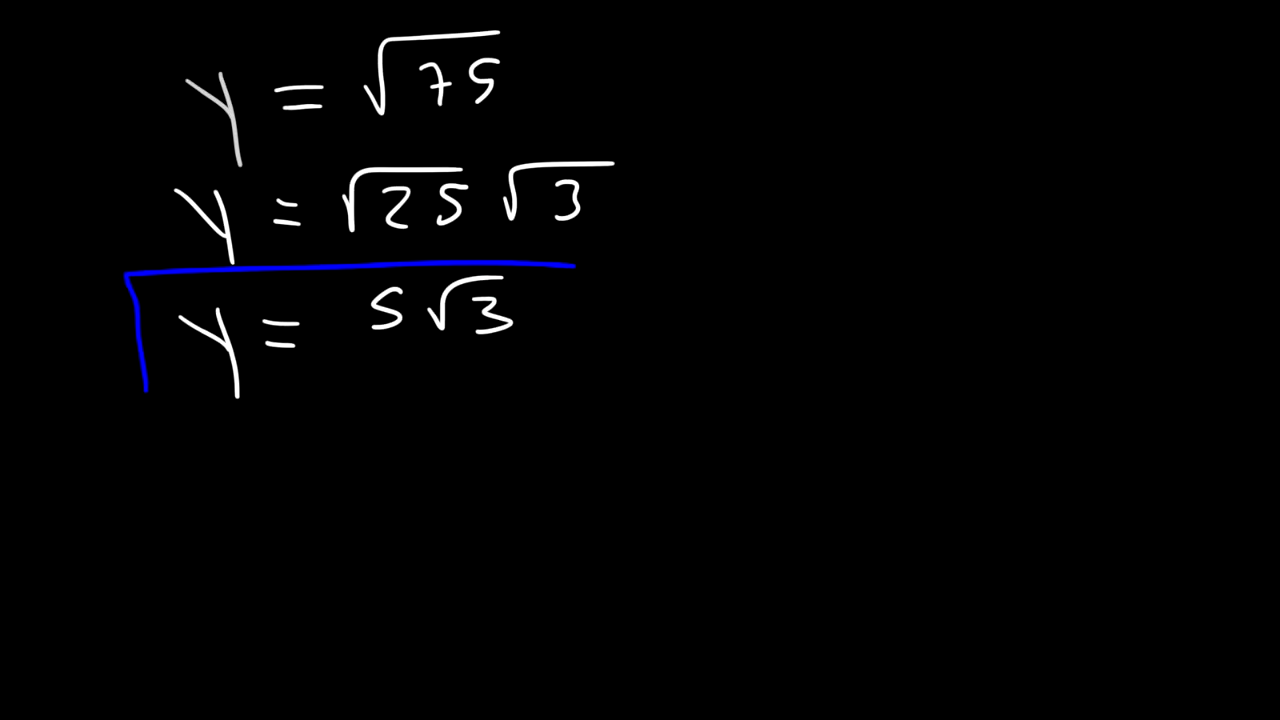 y = √75
y = √25 √3
y = 5√3